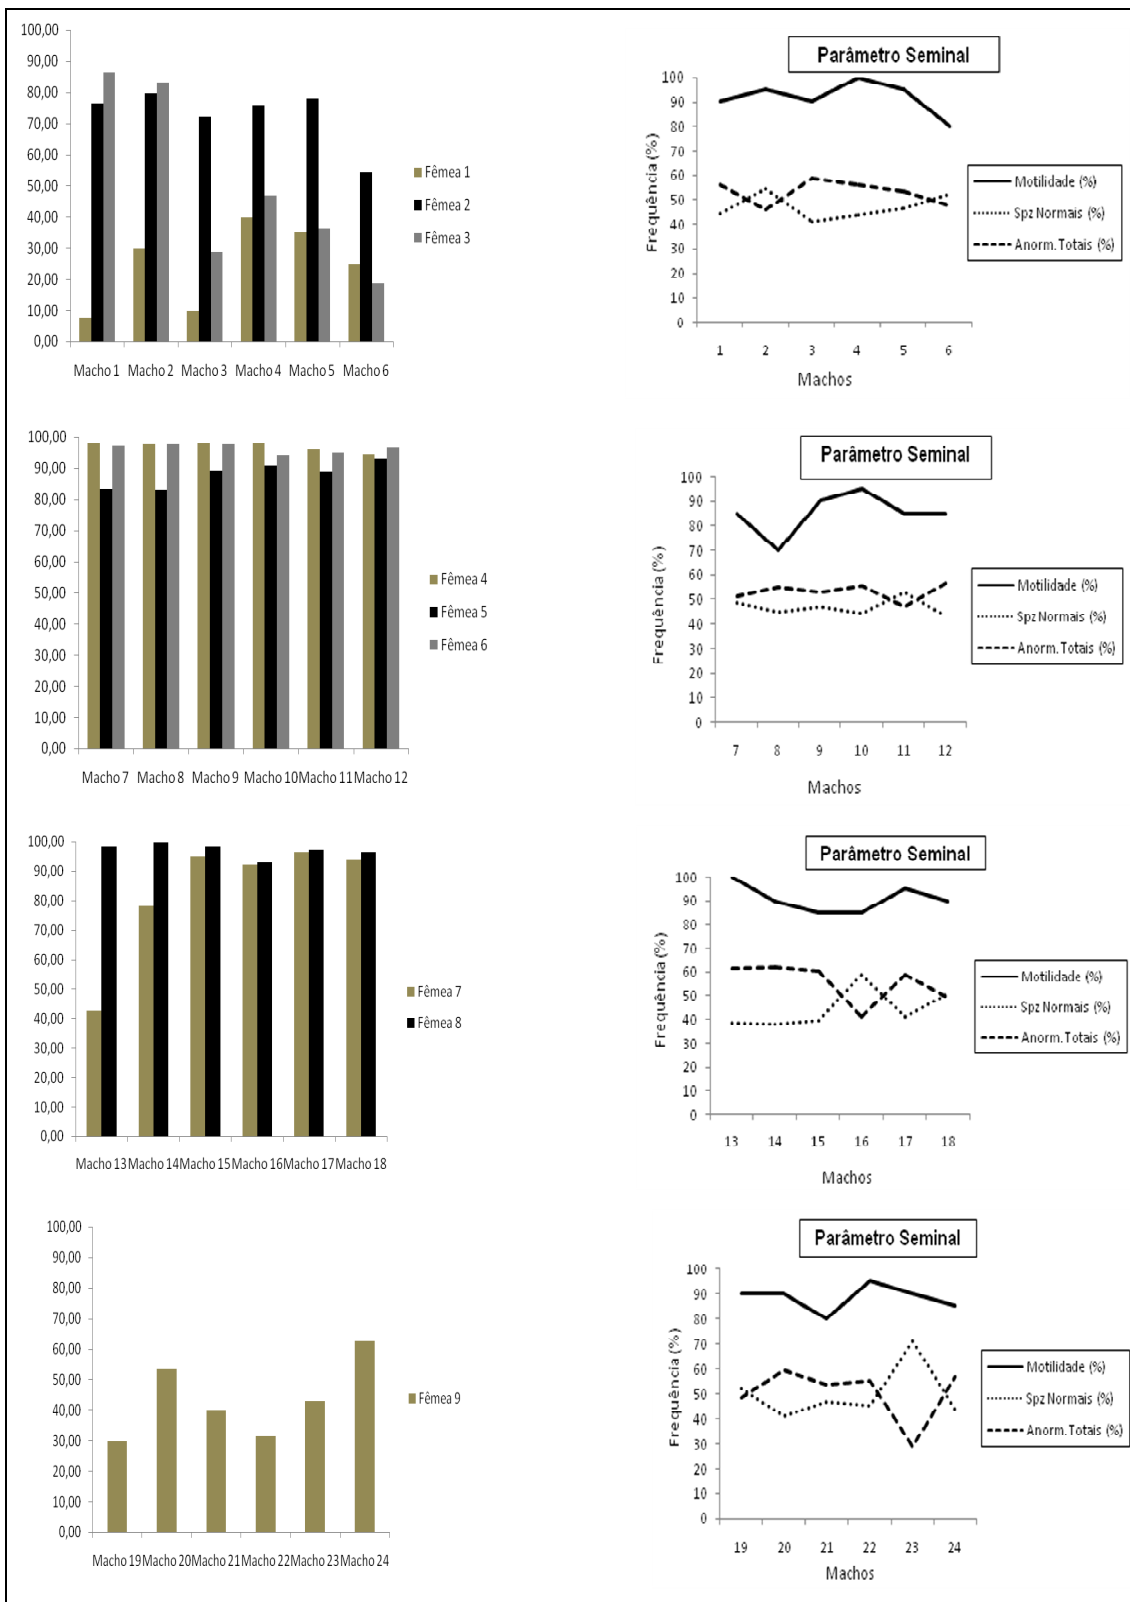 100,00
90,00
80,00
70,00
60,00
50,00
40,00
30,00
20,00
10,00
0,00
Macho 1 Macho 2 Macho 3 Macho 4 Macho 5 Macho 6
Fêmea 1
Fêmea 2
Fêmea 3
Parâmetro Seminal
Frequência (%)
100
90
80
70
60
50
40
30
20
10
0
1 2 3 4 5 6
Machos
Motilidade (%)
Spz Normais (%)
Anorm. Totais (%)
100,00
90,00
80,00
70,00
60,00
50,00
40,00
30,00
20,00
10,00
0,00
Macho 7 Macho 8 Macho 9 Macho 10 Macho 11 Macho 12
Fêmea 4
Fêmea 5
Fêmea 6
Parâmetro Seminal
Frequência (%)
100
90
80
70
60
50
40
30
20
10
0
7 8 9 10 11 12
Machos
Motilidade (%)
Spz Normais (%)
Anorm. Totais (%)
100,00
90,00
80,00
70,00
60,00
50,00
40,00
30,00
20,00
10,00
0,00
Macho 13 Macho 14 Macho 15 Macho 16 Macho 17 Macho 18
Fêmea 7
Fêmea 8
Parâmetro Seminal
Frequência (%)
100
90
80
70
60
50
40
30
20
10
0
13 14 15 16 17 18
Machos
Motilidade (%)
Spz Normais (%)
Anorm. Totais (%)
100,00
90,00
80,00
70,00
60,00
50,00
40,00
30,00
20,00
10,00
0,00
Macho 19 Macho 20 Macho 21 Macho 22 Macho 23 Macho 24
Fêmea 9
Parâmetro Seminal
Frequência (%)
100
90
80
70
60
50
40
30
20
10
0
19 20 21 22 23 24
Machos
Motilidade (%)
Spz Normais (%)
Anorm. Totais (%)